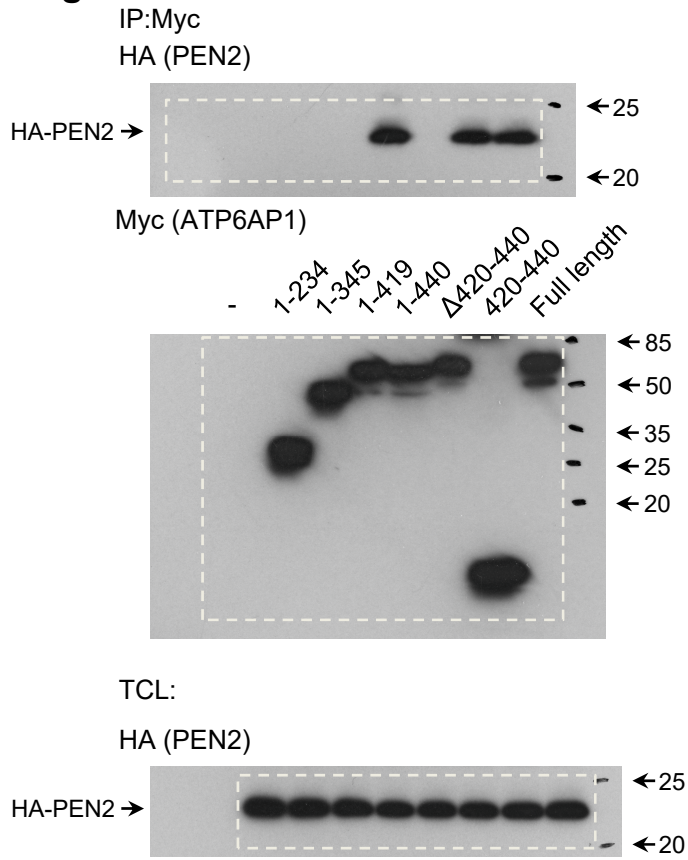 IP:Myc
HA (PEN2)
HA-PEN2 → ←25
←20
Myc (ATP6AP1)
- 1-234 1-345 1-419 1-440 Δ420-440 420-440 Full length
←85
←50
←35
←25
←20
TCL:
HA (PEN2)
HA-PEN2 → ←25
←20